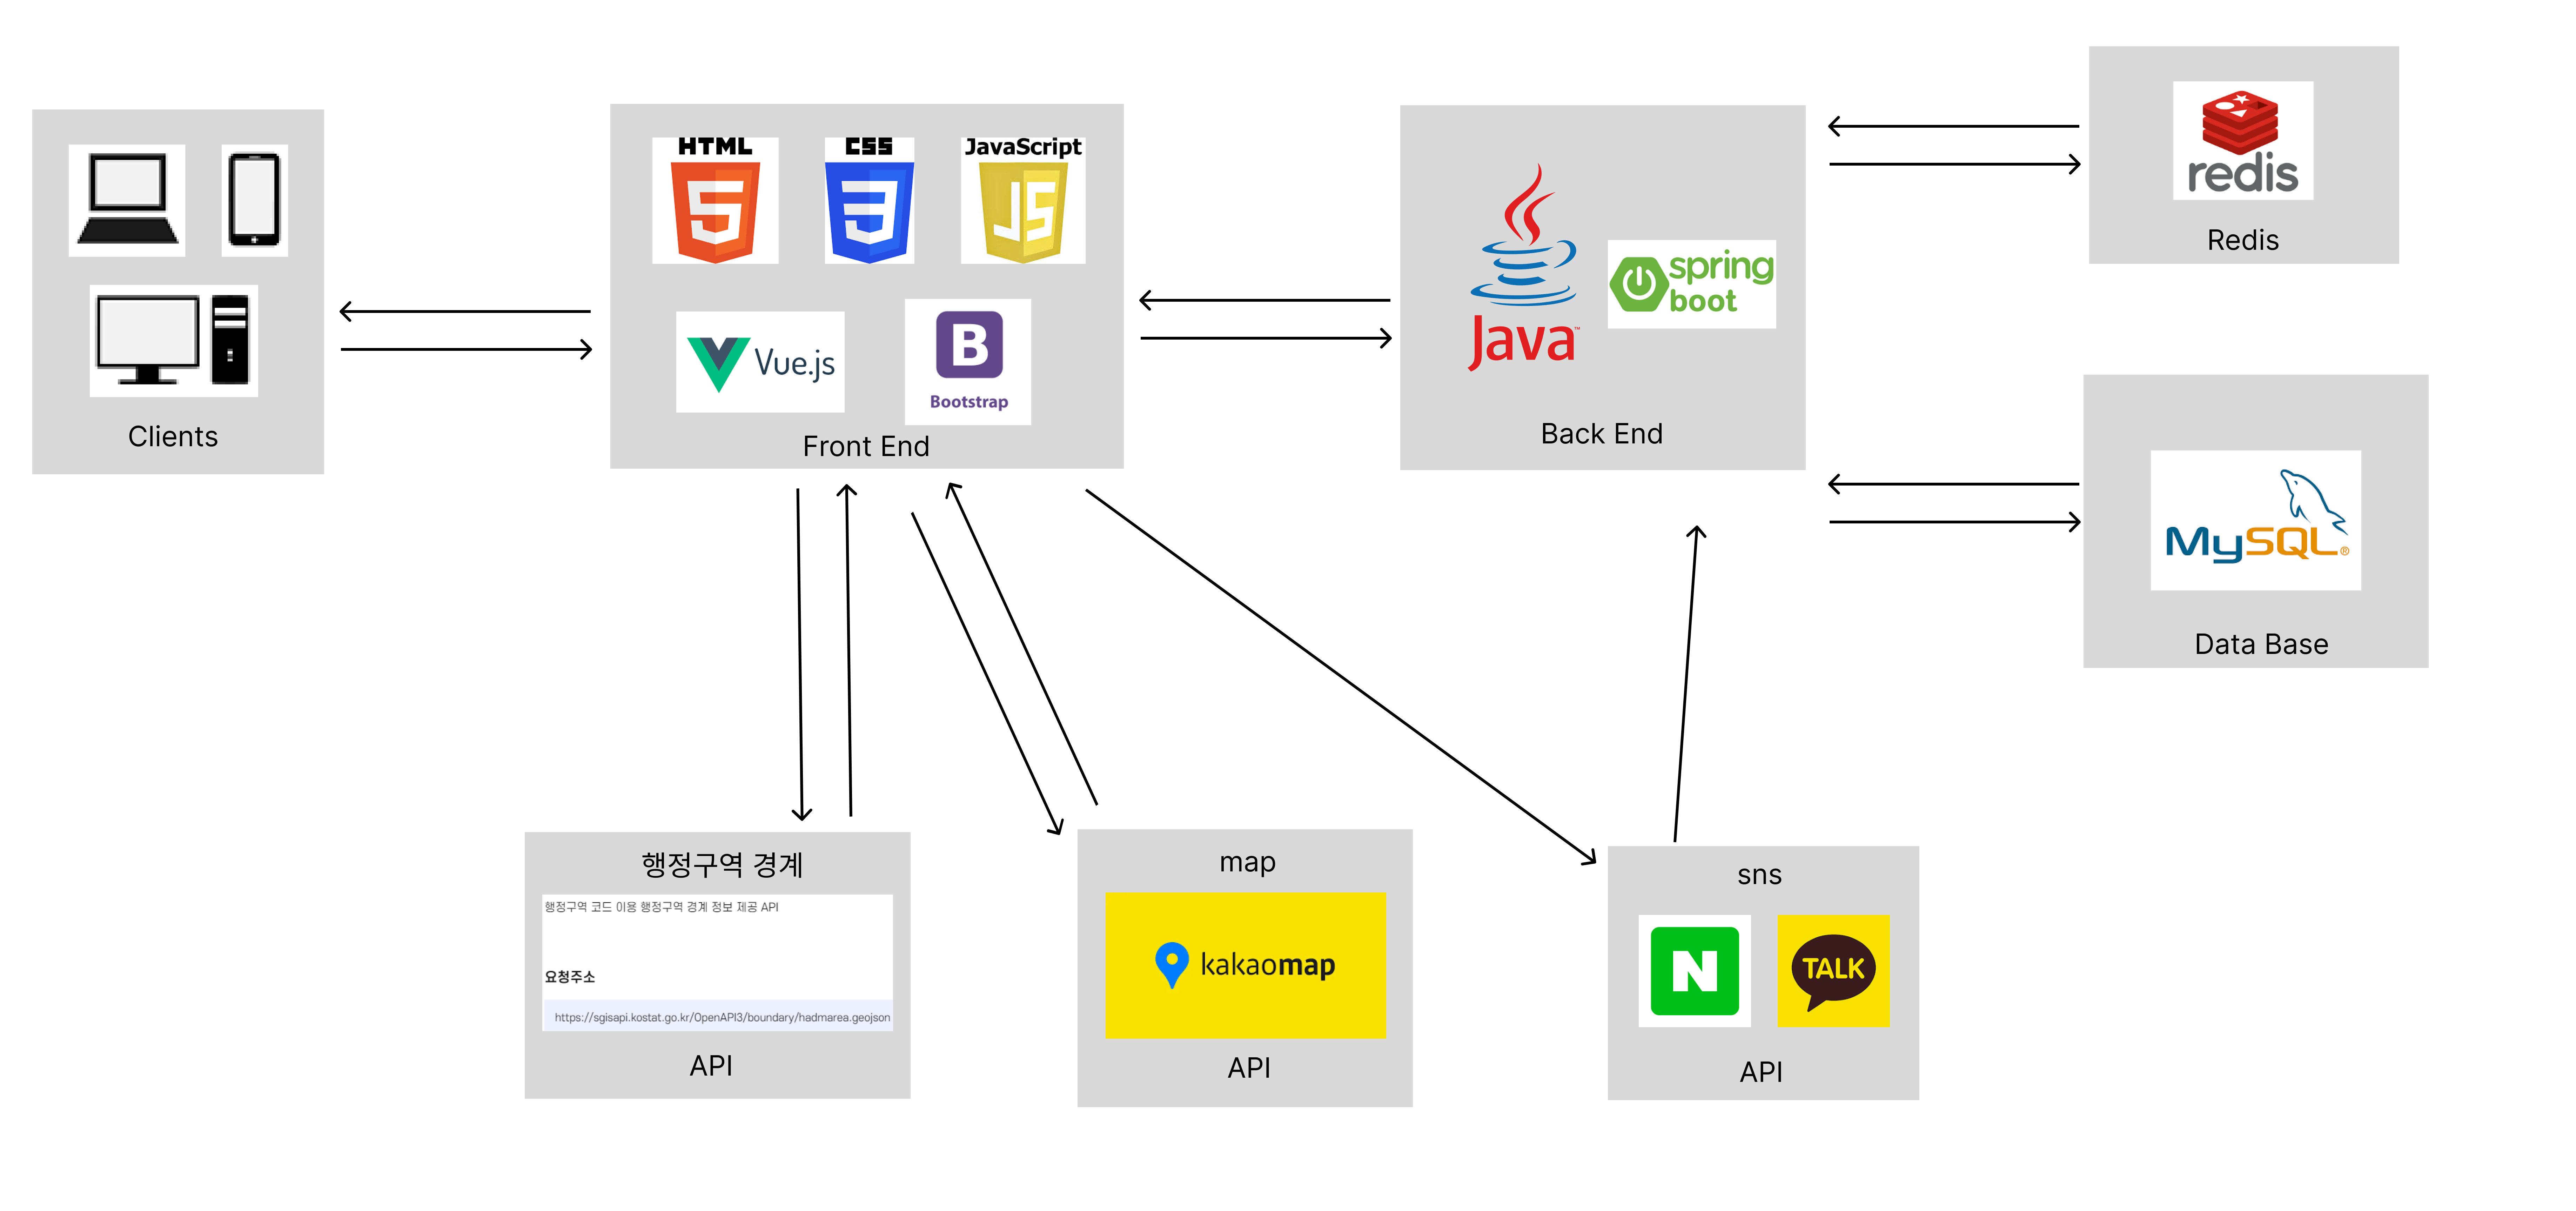 Clients
HTML
CSS
JavaScript
JS
Vue.js
B
Bootstrap
Front End
Java™
spring
boot
Back End
redis
Redis
MySQL®
Data Base
행정구역 경계
행정구역 코드 이용 행정구역 경계 정보 제공 API
요청주소
https://sgisapi.kostat.go.kr/OpenAPI3/boundary/hadmarea.geojson
API
map
kakaomap
API
sns
N
TALK
API